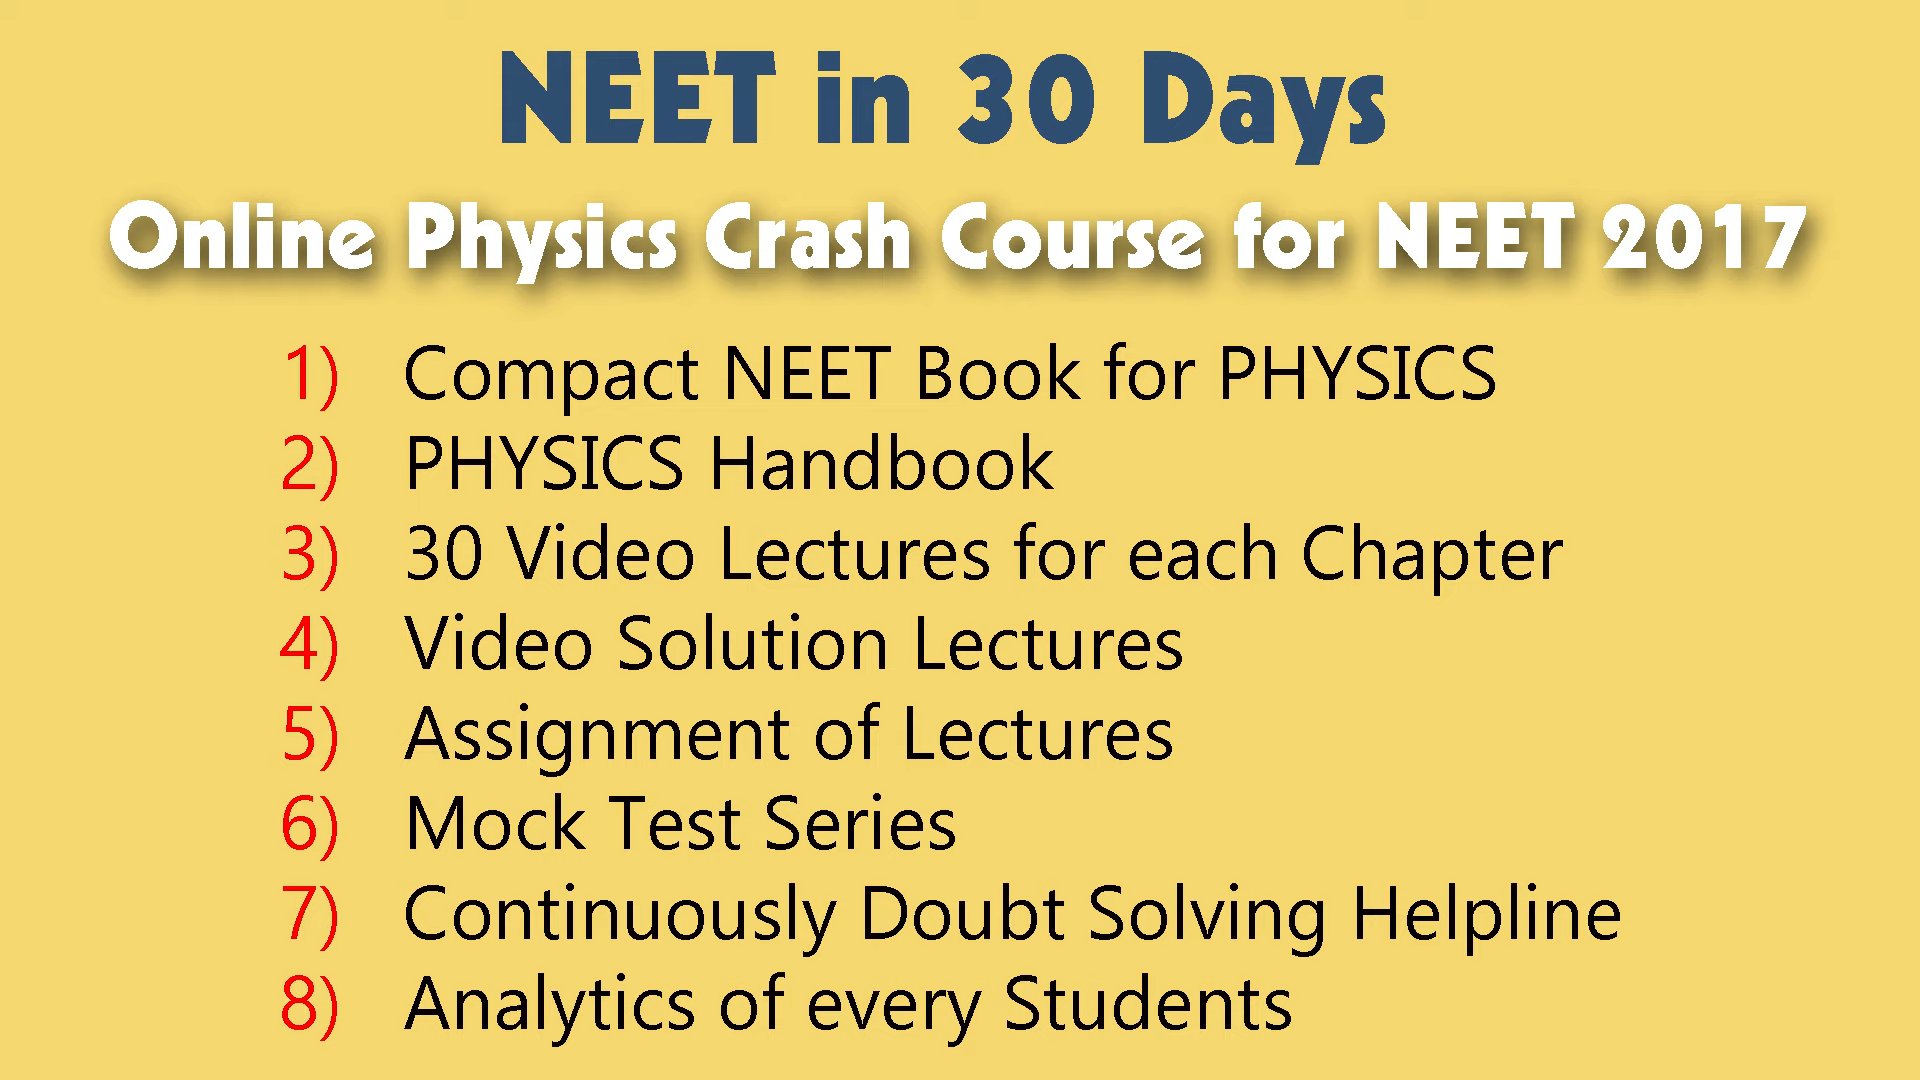 NEET in 30 Days
Online Physics Crash Course for NEET 2017
1) Compact NEET Book for PHYSICS
2) PHYSICS Handbook
3) 30 Video Lectures for each Chapter
4) Video Solution Lectures
5) Assignment of Lectures
6) Mock Test Series
7) Continuously Doubt Solving Helpline
8) Analytics of every Students